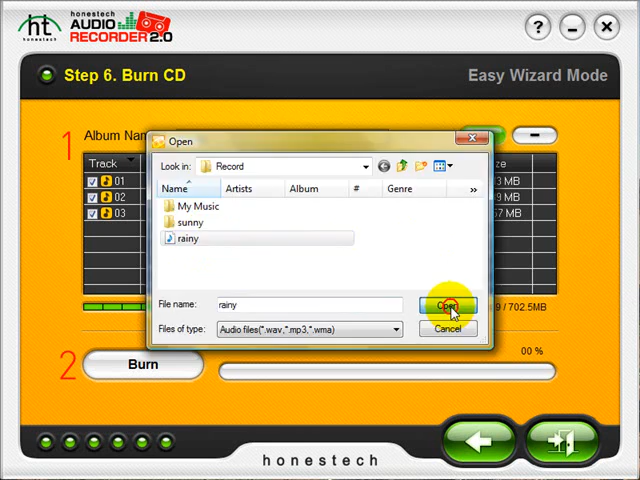 ht
honestech
honestech
AUDIO
RECORDER 2.0
?
Step 6. Burn CD
Easy Wizard Mode
1
Album Nam
Open
Track
Look in:
Record
ze
Name
Artists
Album
#
Genre
»
01
3 MB
02
9 MB
03
57 MB
My Music
sunny
rainy
File name:
rainy
Open
9 / 702.5MB
Files of type:
Audio files(*.wav,*.mp3,*.wma)
Cancel
2
Burn
00 %
honestech